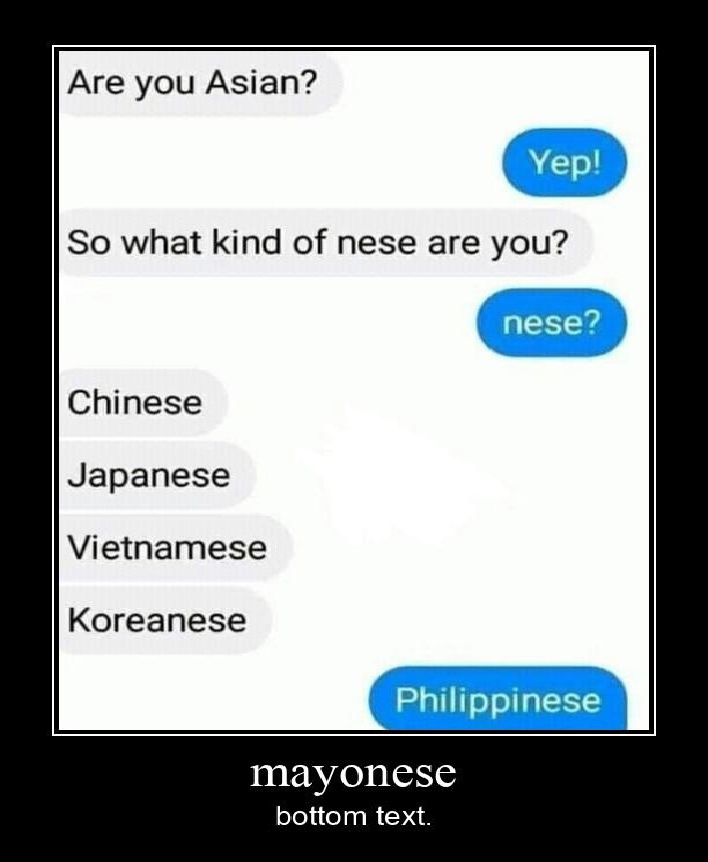 Are you Asian?
Yep!
So what kind of nese are you?
nese?
Chinese
Japanese
Vietnamese
Koreanese
Philippinese
mayonese
bottom text.